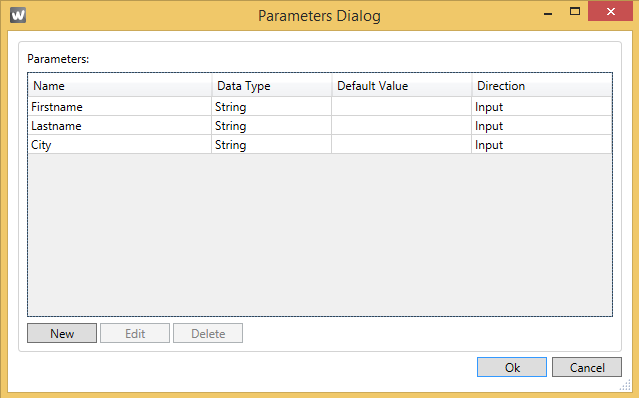 W
Parameters Dialog
Parameters:
Name Data Type Default Value Direction
Firstname String Input
Lastname String Input
City String Input
New Edit Delete
Ok Cancel